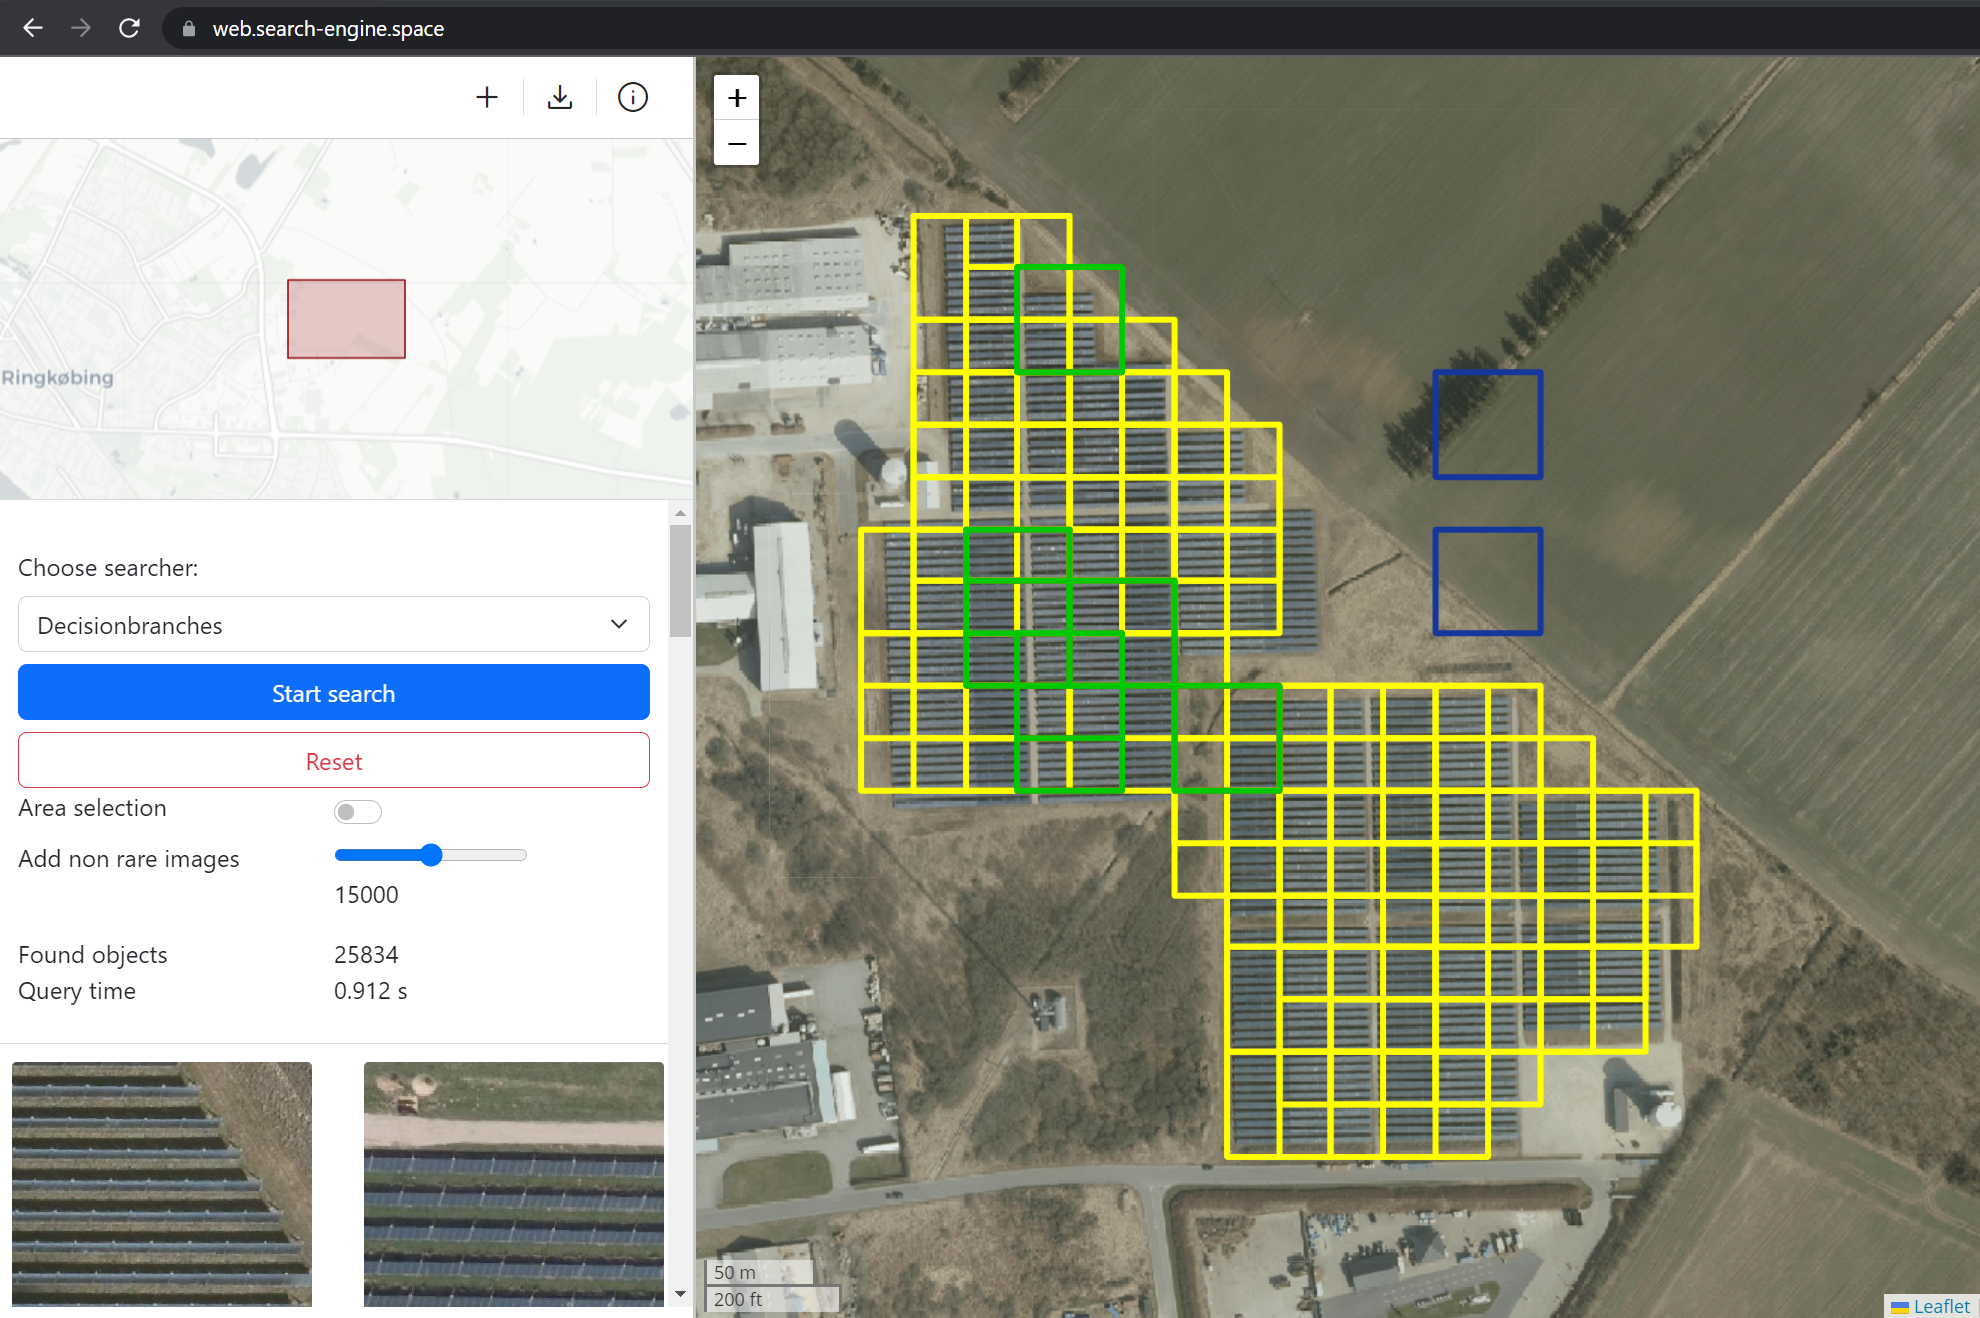 web.search-engine.space
Ringkøbing
Choose searcher:
Decisionbranches
Start search
Reset
Area selection
Add non rare images
15000
Found objects 25834
Query time 0.912 s
+
−
50 m
200 ft
Leaflet